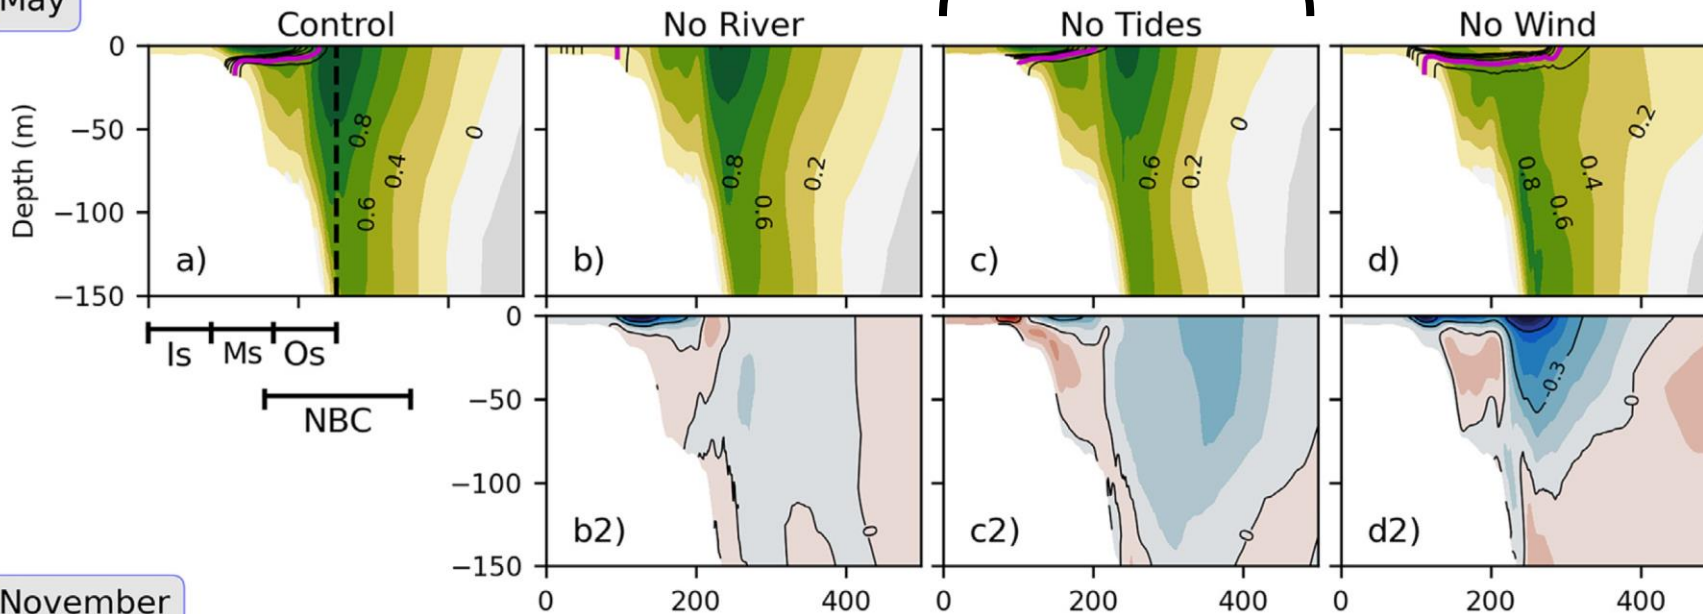 May
Control
No River
No Tides
No Wind
0
−50
−100
−150
Depth (m)
0.8
0.4
0.6
0
a)
0.8
0.2
0.6
b)
0.6
0.2
0
c)
0.8
0.4
0.6
0.2
d)
Is
Ms
Os
NBC
0
−50
−100
−150
0
b2)
0
c2)
-0.3
0
d2)
0
200
400
0
200
400
0
200
400
November